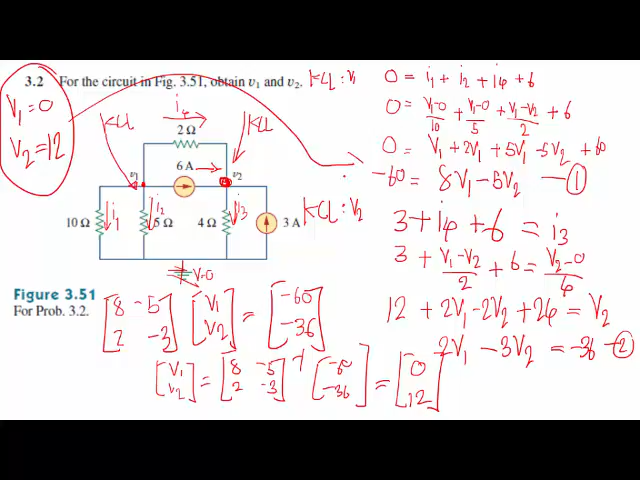 3.2 For the circuit in Fig. 3.51, obtain v₁ and v₂.
V₁=0
V₂=12
KCL
i4
KCL
2 Ω
6 A
v₁
v₂
10 Ω
i1
i2
5 Ω
4 Ω
i3
3 A
V=0
Figure 3.51
For Prob. 3.2.
KCL: V₁
0 = i₁ + i₂ + i4 + 6
0 = V₁-0/10 + V₁-0/5 + V₁-V₂/2 + 6
0 = V₁ + 2V₁ + 5V₁ - 5V₂ + 60
-60 = 8V₁ - 5V₂ — ①
KCL: V₂
3 + i4 + 6 = i3
3 + V₁-V₂/2 + 6 = V₂-0/4
12 + 2V₁ - 2V₂ + 24 = V₂
2V₁ - 3V₂ = -36 — ②
[8 -5 2 -3] [V₁ V₂] = [-60 -36]
[V₁ V₂] = [8 -5 2 -3]⁻¹ [-60 -36] = [0 12]